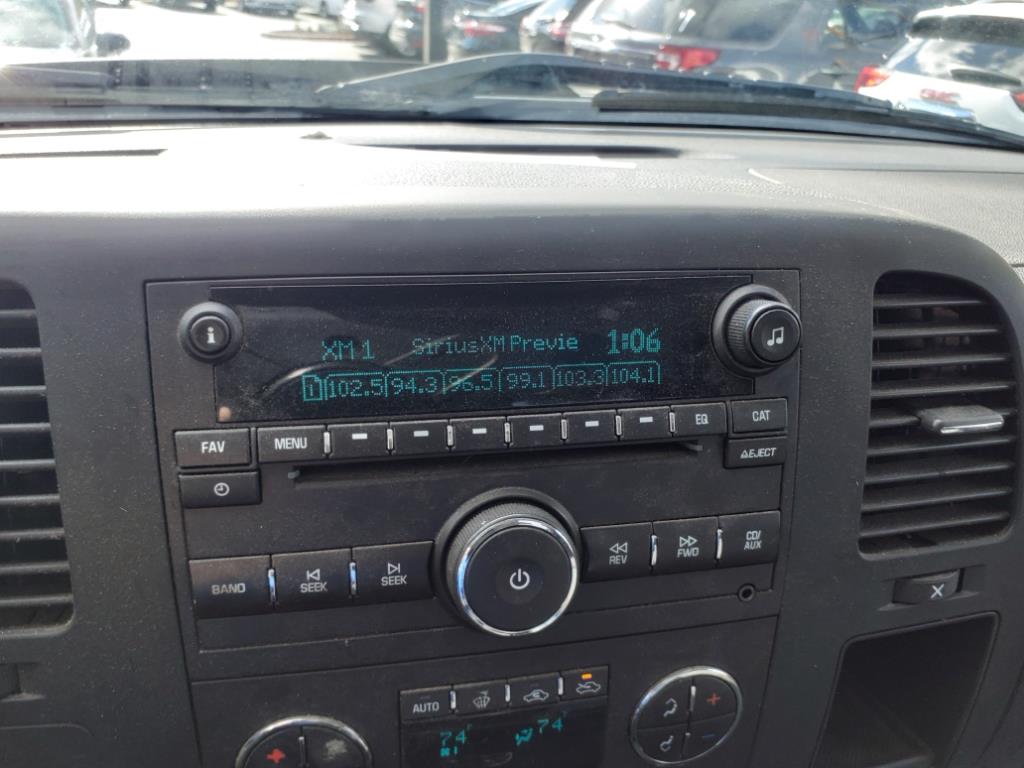 XM 1 SiriusXM Previe 1:06
1 102.5 94.3 96.5 99.1 103.3 104.1
FAV MENU EQ CAT
EJECT
BAND SEEK SEEK REV FWD CD/
AUX
AUTO
74° 74°